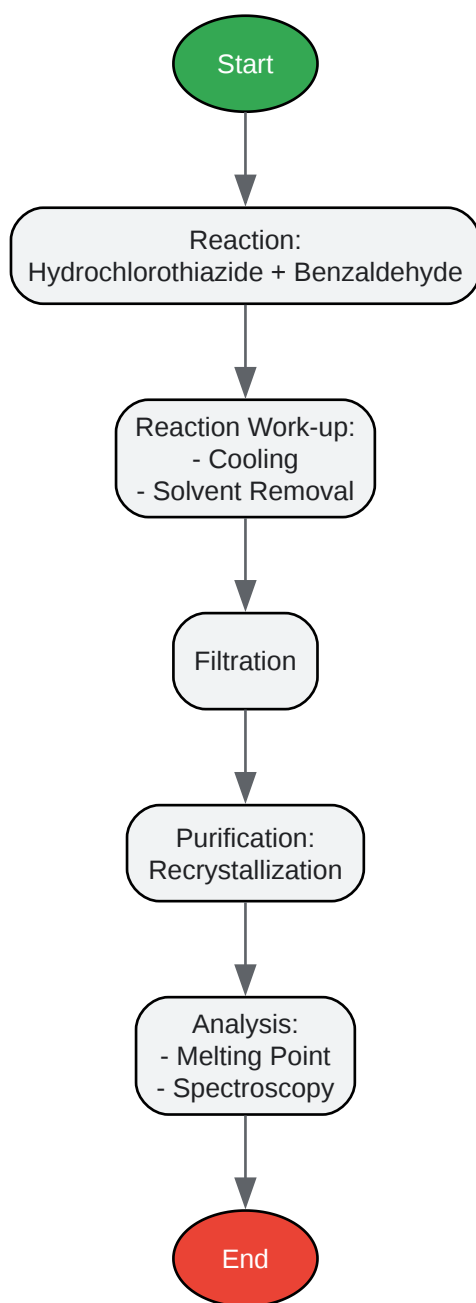 Start
Reaction:
Hydrochlorothiazide + Benzaldehyde
Reaction Work-up:
- Cooling
- Solvent Removal
Filtration
Purification:
Recrystallization
Analysis:
- Melting Point
- Spectroscopy
End